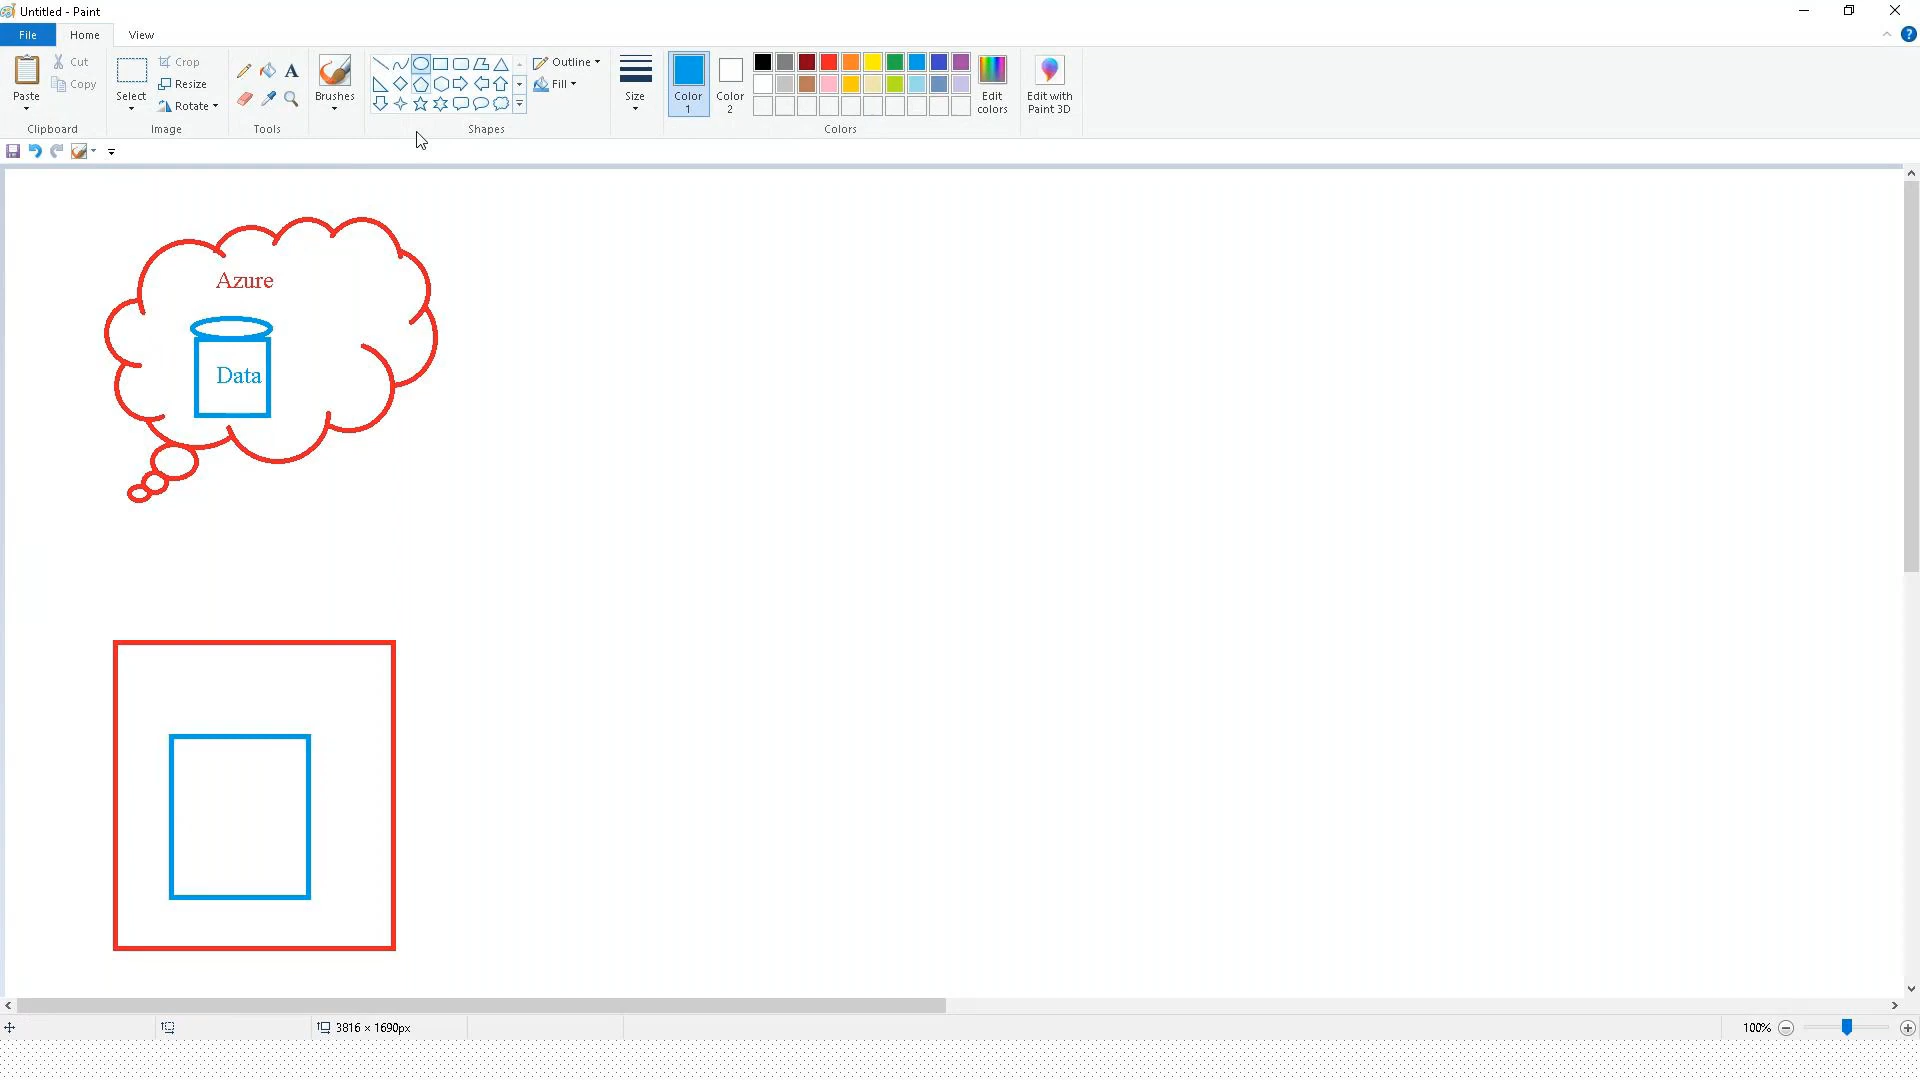 Untitled - Paint
File Home View
Paste
Cut
Copy
Clipboard
Select
Crop
Resize
Rotate
Image
A
Tools
Brushes
Outline
Fill
Shapes
Size
Color 1
Color 2
Edit colors
Colors
Edit with Paint 3D
Azure
Data
3816 × 1690px
100%